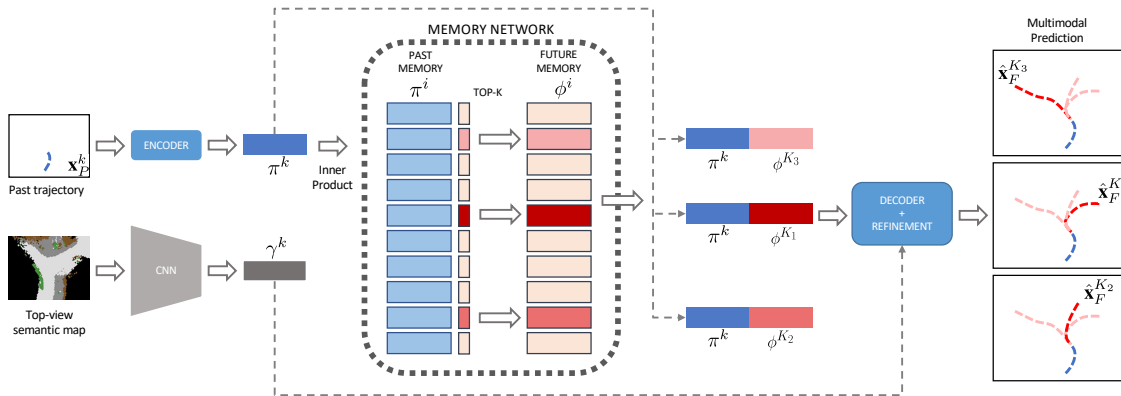 MEMORY NETWORK
PAST
MEMORY
π^i
TOP-K
FUTURE
MEMORY
ϕ^i
Multimodal
Prediction
x̂_F^{K_3}
x_P^k
Past trajectory
ENCODER
π^k
Inner
Product
π^k ϕ^{K_3}
π^k ϕ^{K_1}
π^k ϕ^{K_2}
DECODER
+
REFINEMENT
x̂_F^K
x̂_F^{K_2}
Top-view
semantic map
CNN
γ^k